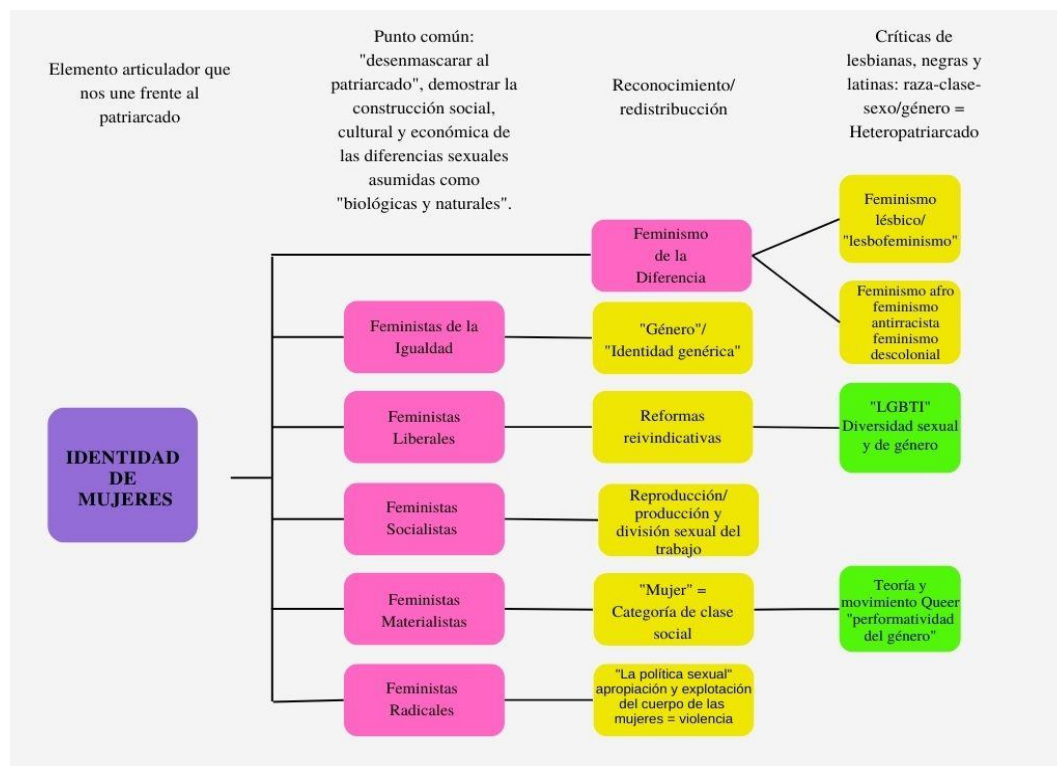 Elemento articulador que
nos une frente al
patriarcado
Punto común:
"desenmascarar al
patriarcado", demostrar la
construcción social,
cultural y económica de
las diferencias sexuales
asumidas como
"biológicas y naturales".
Reconocimiento/
redistribucción
Críticas de
lesbianas, negras y
latinas: raza-clase-
sexo/género =
Heteropatriarcado
IDENTIDAD
DE
MUJERES
Feminismo
de la
Diferencia
Feminismo
lésbico/
"lesbofeminismo"
Feminismo afro
feminismo
antirracista
feminismo
descolonial
Feministas de la
Igualdad
"Género"/
"Identidad genérica"
Feministas
Liberales
Reformas
reivindicativas
"LGBTI"
Diversidad sexual
y de género
Feministas
Socialistas
Reproducción/
producción y
división sexual del
trabajo
Feministas
Materialistas
"Mujer" =
Categoría de clase
social
Teoría y
movimiento Queer
"performatividad
del género"
Feministas
Radicales
"La política sexual"
apropiación y explotación
del cuerpo de las
mujeres = violencia